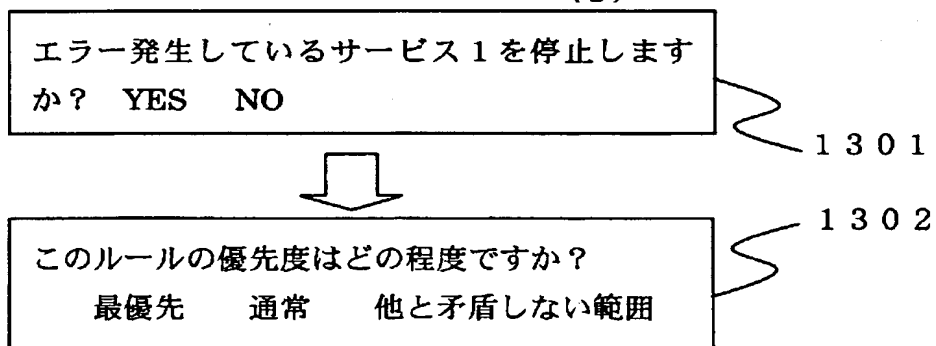 エラー発生しているサービス１を停止します
か？ YES NO
１３０１
１３０２
このルールの優先度はどの程度ですか？
最優先 通常 他と矛盾しない範囲